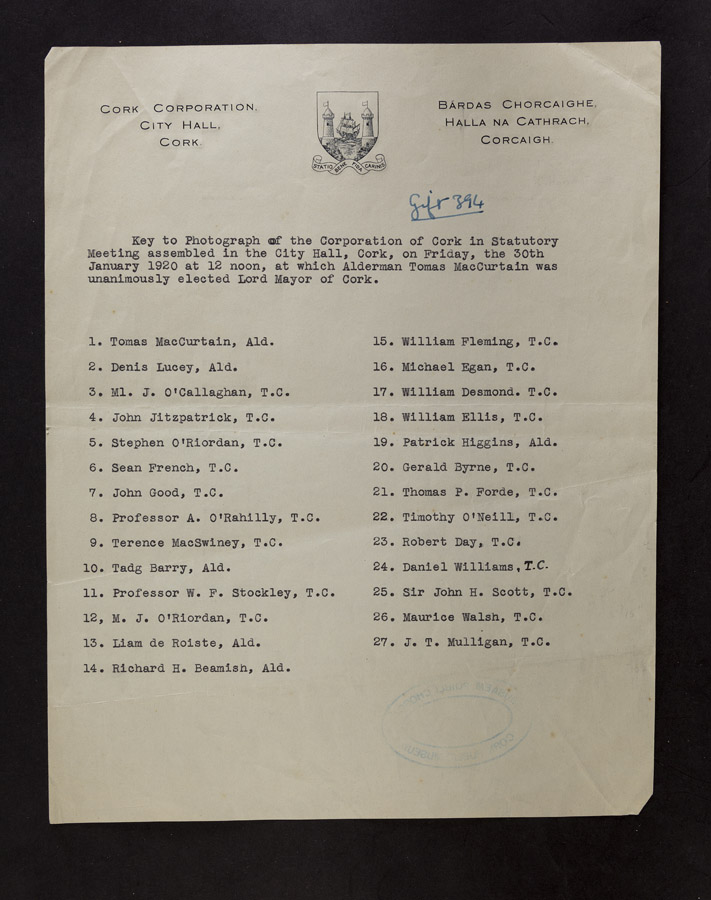 CORK CORPORATION,
CITY HALL,
CORK.
BÁRDAS CHORCAIGHE,
HALLA NA CATHRACH,
CORCAIGH.
STATIO BENE FIDA CARINIS
Gift 394
Key to Photograph of the Corporation of Cork in Statutory
Meeting assembled in the City Hall, Cork, on Friday, the 30th
January 1920 at 12 noon, at which Alderman Tomas MacCurtain was
unanimously elected Lord Mayor of Cork.
1. Tomas MacCurtain, Ald.
2. Denis Lucey, Ald.
3. Ml. J. O'Callaghan, T.C.
4. John Jitzpatrick, T.C.
5. Stephen O'Riordan, T.C.
6. Sean French, T.C.
7. John Good, T.C.
8. Professor A. O'Rahilly, T.C.
9. Terence MacSwiney, T.C.
10. Tadg Barry, Ald.
11. Professor W. F. Stockley, T.C.
12, M. J. O'Riordan, T.C.
13. Liam de Roiste, Ald.
14. Richard H. Beamish, Ald.
15. William Fleming, T.C.
16. Michael Egan, T.C.
17. William Desmond. T.C.
18. William Ellis, T.C.
19. Patrick Higgins, Ald.
20. Gerald Byrne, T.C.
21. Thomas P. Forde, T.C.
22. Timothy O'Neill, T.C.
23. Robert Day, T.C.
24. Daniel Williams, T.C.
25. Sir John H. Scott, T.C.
26. Maurice Walsh, T.C.
27. J. T. Mulligan, T.C.